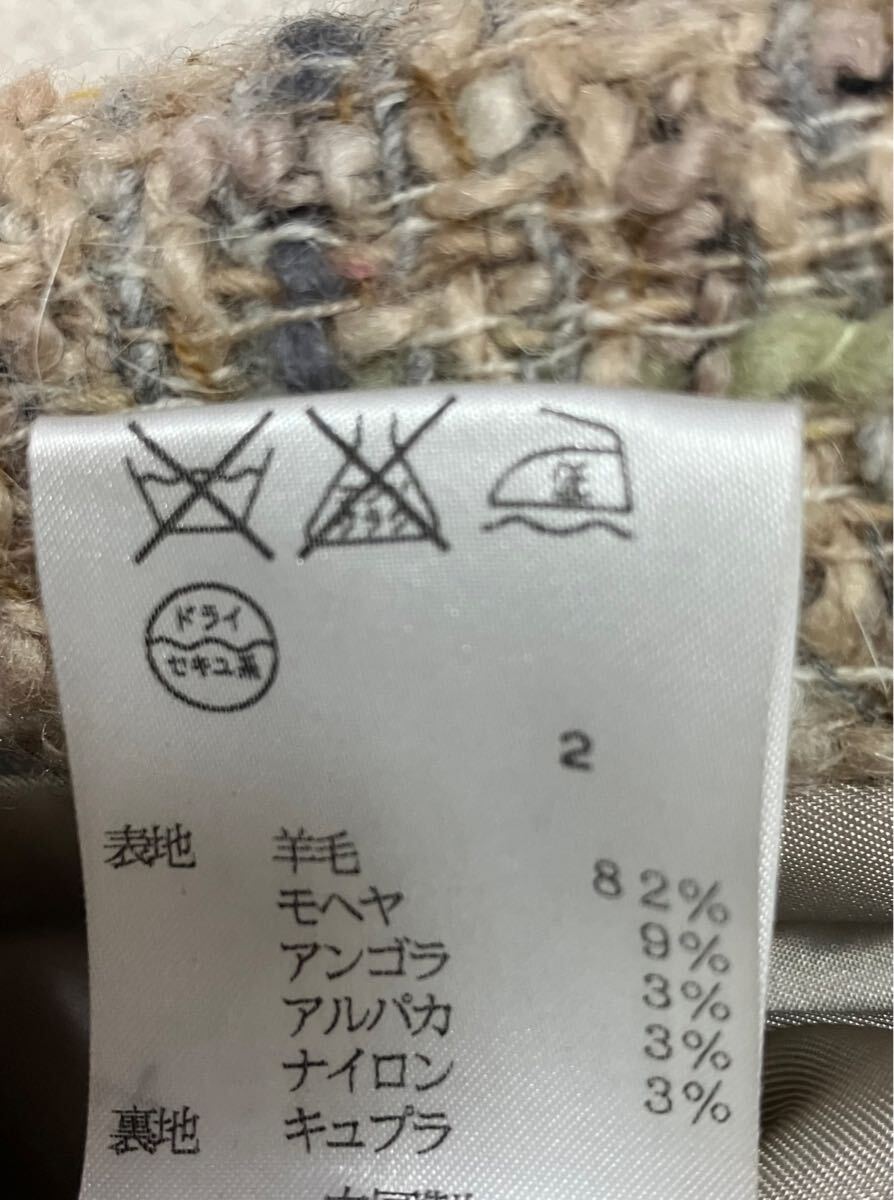 低
ドライ
セキユ系
2
表地 羊毛 82%
モヘヤ 9%
アンゴラ 3%
アルパカ 3%
ナイロン 3%
裏地 キュプラ